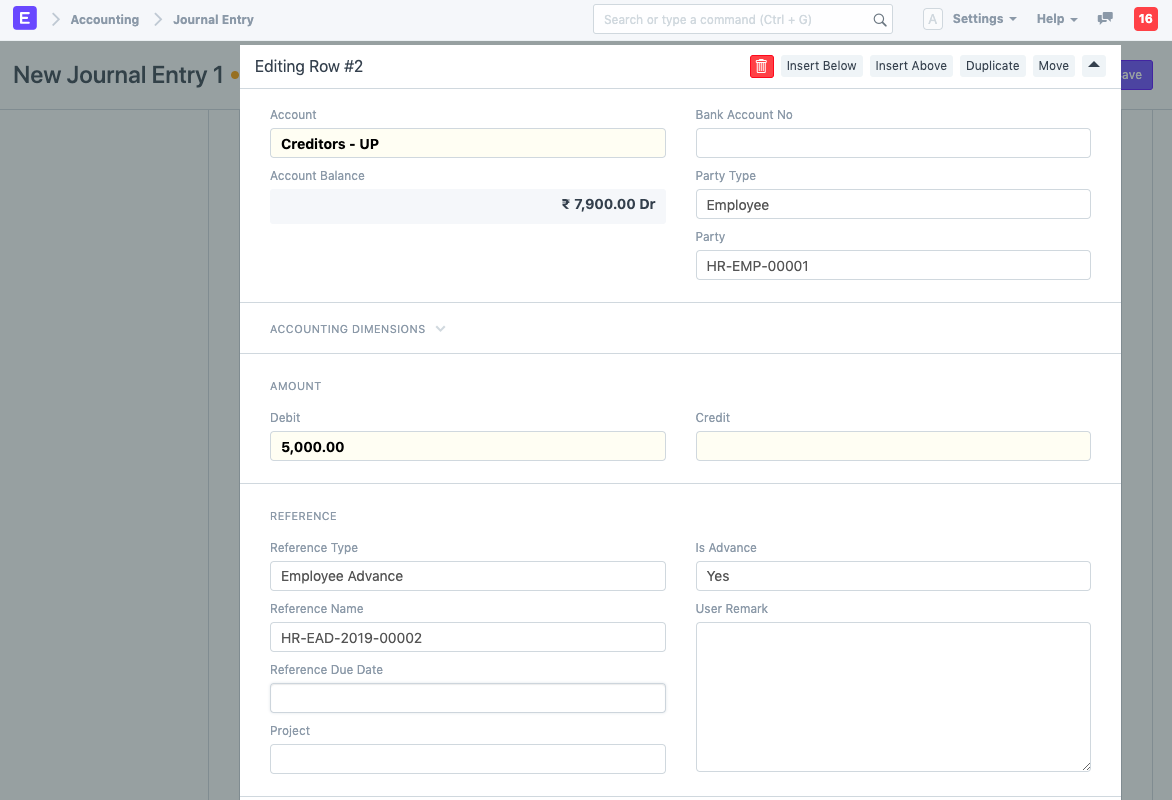 E Accounting Journal Entry Search or type a command (Ctrl + G) A Settings Help 16
New Journal Entry 1
Editing Row #2 Insert Below Insert Above Duplicate Move
ave
Account
Creditors - UP
Account Balance
₹ 7,900.00 Dr
Bank Account No
Party Type
Employee
Party
HR-EMP-00001
ACCOUNTING DIMENSIONS
AMOUNT
Debit
5,000.00
Credit
REFERENCE
Reference Type
Employee Advance
Reference Name
HR-EAD-2019-00002
Reference Due Date
Project
Is Advance
Yes
User Remark